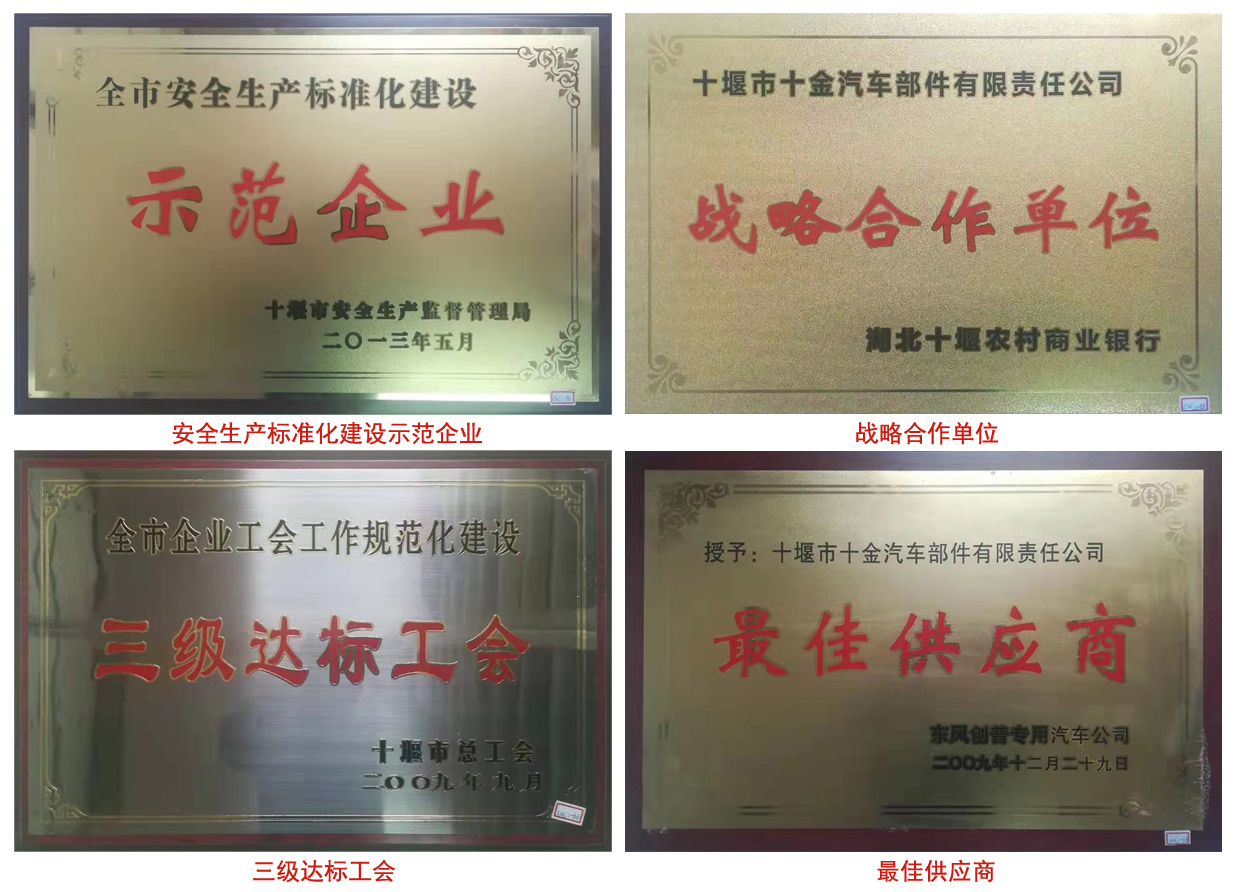 全市安全生产标准化建设
示范企业
十堰市安全生产监督管理局
二〇一三年五月
安全生产标准化建设示范企业
十堰市十金汽车部件有限责任公司
战略合作单位
湖北十堰农村商业银行
战略合作单位
全市企业工会工作规范化建设
三级达标工会
十堰市总工会
二〇〇九年九月
三级达标工会
授予：十堰市十金汽车部件有限责任公司
最佳供应商
东风创普专用汽车公司
二〇〇九年十二月二十九日
最佳供应商